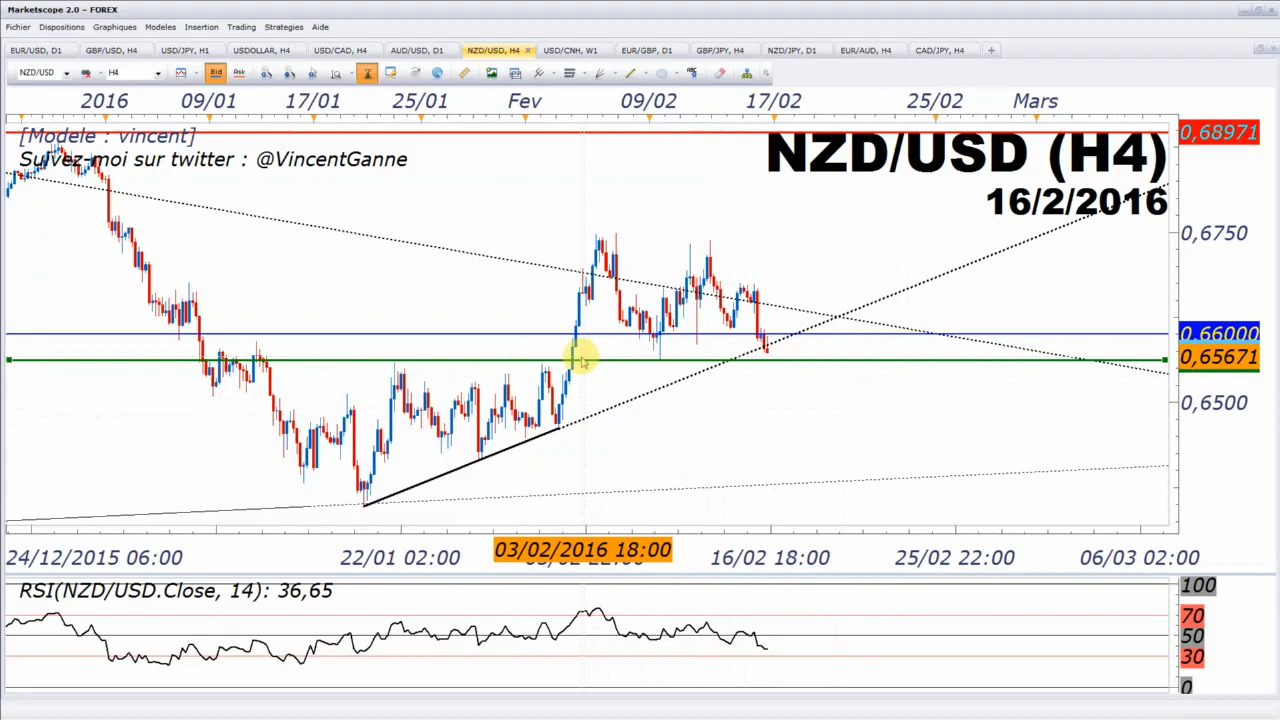 Marketscope 2.0 – FOREX
Fichier Dispositions Graphiques Modeles Insertion Trading Strategies Aide
EUR/USD, D1 GBP/USD, H4 USD/JPY, H1 USDOLLAR, H4 USD/CAD, H4 AUD/USD, D1 NZD/USD, H4 USD/CNH, W1 EUR/GBP, D1 GBP/JPY, H4 NZD/JPY, D1 EUR/AUD, H4 CAD/JPY, H4
NZD/USD H4 Bid Ask ABC
2016 09/01 17/01 25/01 Fev 09/02 17/02 25/02 Mars
[Modele : vincent]
Suivez-moi sur twitter : @VincentGanne
NZD/USD (H4)
16/2/2016
0,68971
0,6750
0,66000
0,65671
0,6500
24/12/2015 06:00 22/01 02:00 03/02/2016 18:00 16/02 18:00 25/02 22:00 06/03 02:00
RSI(NZD/USD.Close, 14): 36,65
100
70
50
30
0